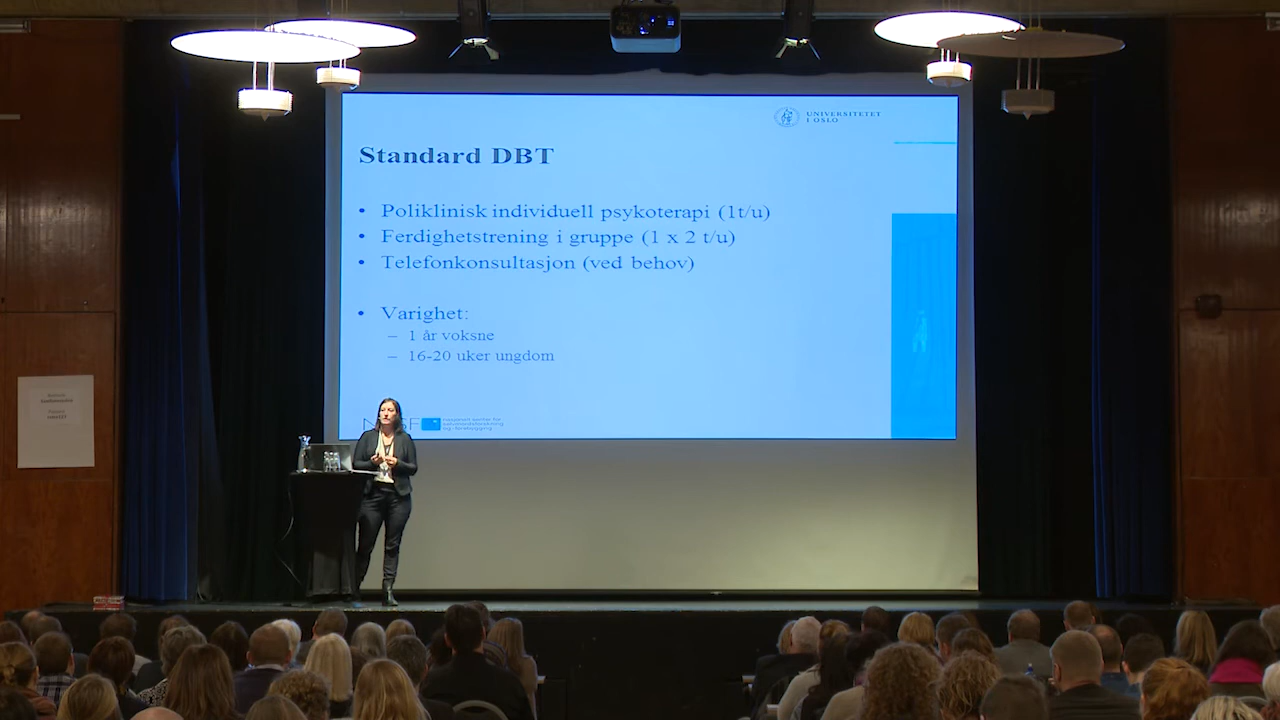 UNIVERSITETET
I OSLO
Standard DBT
• Poliklinisk individuell psykoterapi (1t/u)
• Ferdighetstrening i gruppe (1 x 2 t/u)
• Telefonkonsultasjon (ved behov)
• Varighet:
– 1 år voksne
– 16-20 uker ungdom